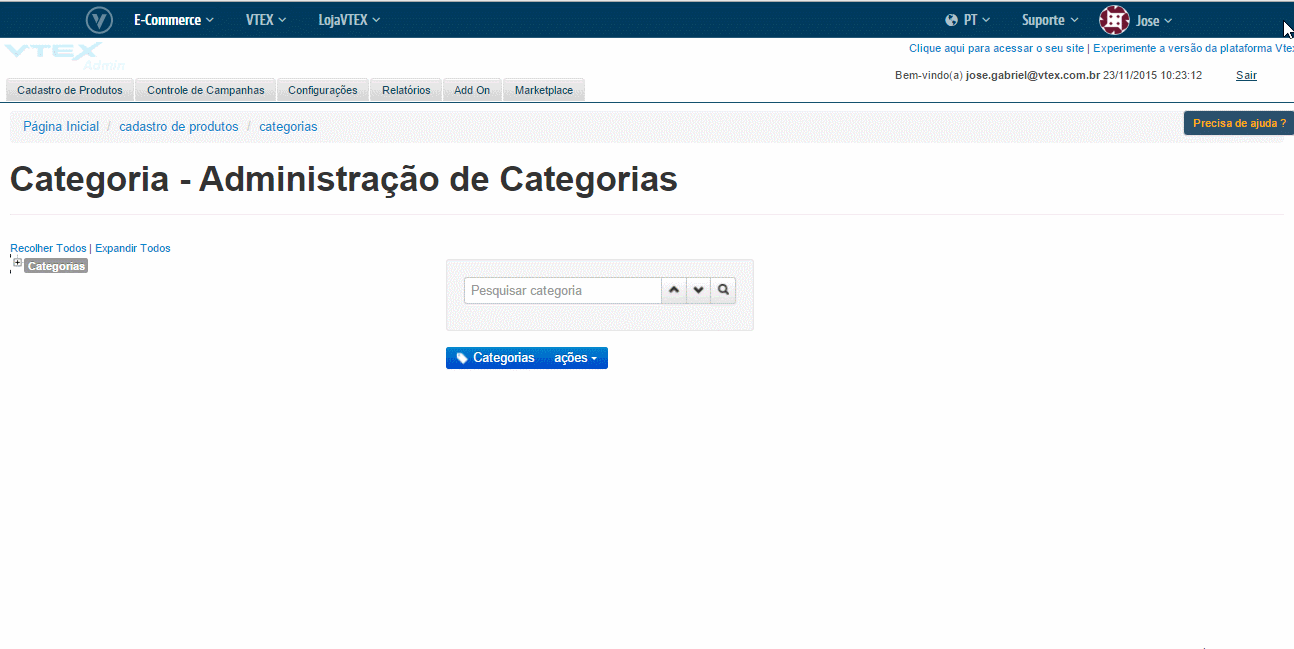 E-Commerce VTEX LojaVTEX PT Suporte Jose
VTEX
Admin
Clique aqui para acessar o seu site | Experimente a versão da plataforma
Bem-vindo(a) jose.gabriel@vtex.com.br 23/11/2015 10:23:12 Sair
Cadastro de Produtos Controle de Campanhas Configurações Relatórios Add On Marketplace
Página Inicial / cadastro de produtos / categorias
Precisa de ajuda ?
Categoria - Administração de Categorias
Recolher Todos | Expandir Todos
Categorias
Pesquisar categoria
Categorias ações